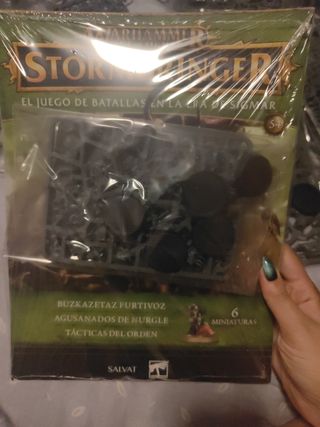 WARHAMMER
STORMBRINGER
EL JUEGO DE BATALLAS EN LA ERA DE SIGMAR
BUZKAZETAZ FURTIVOZ
AGUSANADOS DE NURGLE
TÁCTICAS DEL ORDEN
6
MINIATURAS
SALVAT